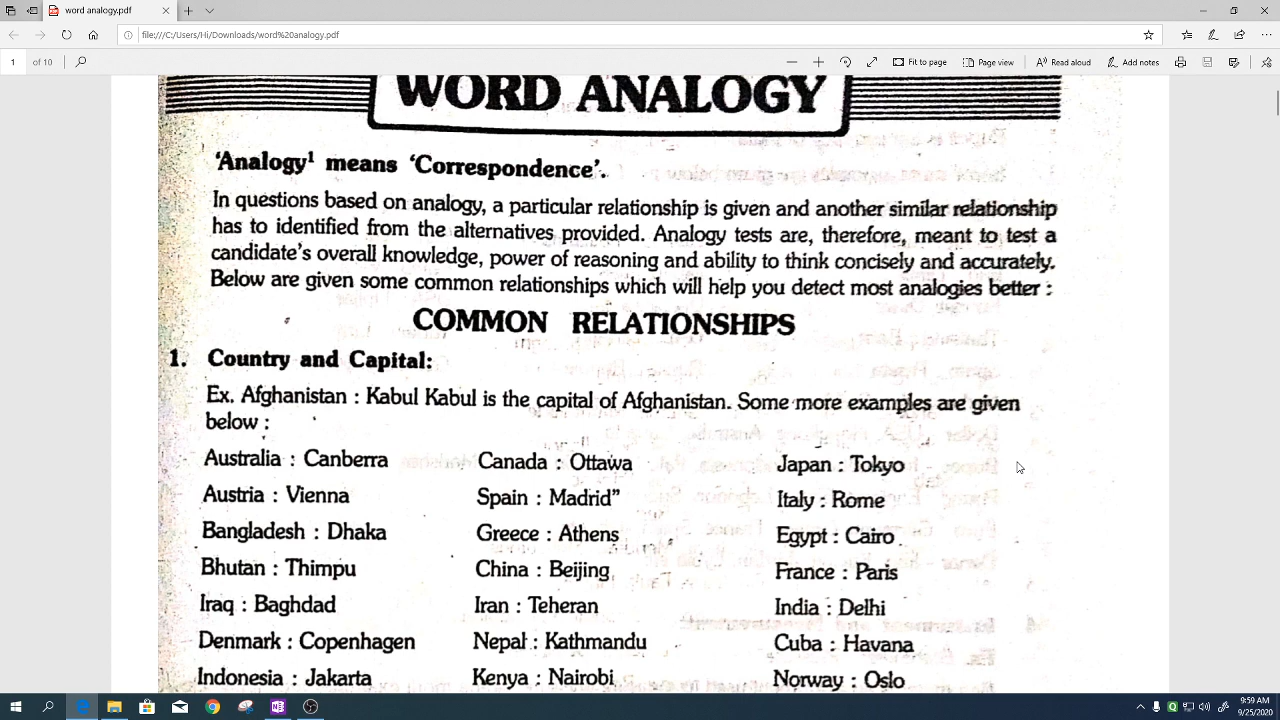 word analogy.pdf
file:///C:/Users/Hi/Downloads/word%20analogy.pdf
1 of 10
Fit to page
Page view
Read aloud
Add notes
WORD ANALOGY
'Analogy¹ means 'Correspondence'.
In questions based on analogy, a particular relationship is given and another similar relationship
has to identified from the alternatives provided. Analogy tests are, therefore, meant to test a
candidate's overall knowledge, power of reasoning and ability to think concisely and accurately.
Below are given some common relationships which will help you detect most analogies better :
COMMON RELATIONSHIPS
1. Country and Capital:
Ex. Afghanistan : Kabul Kabul is the capital of Afghanistan. Some more examples are given
below :
Australia : Canberra Canada : Ottawa Japan : Tokyo
Austria : Vienna Spain : Madrid" Italy : Rome
Bangladesh : Dhaka Greece : Athens Egypt : Cairo
Bhutan : Thimpu China : Beijing France : Paris
Iraq : Baghdad Iran : Teheran India : Delhi
Denmark : Copenhagen Nepal : Kathmandu Cuba : Havana
Indonesia : Jakarta Kenya : Nairobi Norway : Oslo
9:59 AM
9/23/2020